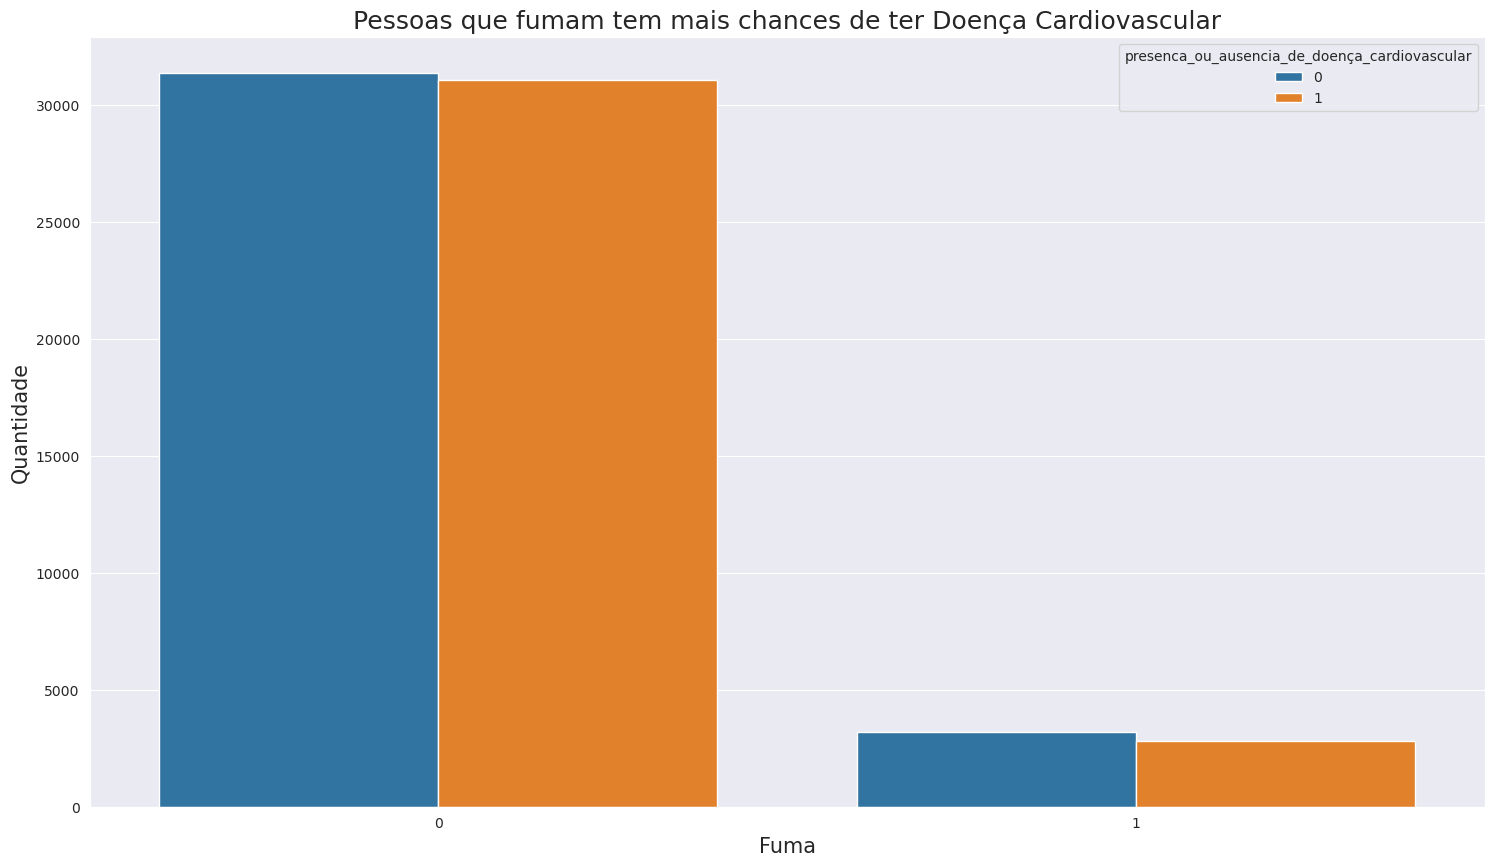 Pessoas que fumam tem mais chances de ter Doença Cardiovascular
presenca_ou_ausencia_de_doença_cardiovascular
0
1
Quantidade
30000
25000
20000
15000
10000
5000
0
0
1
Fuma